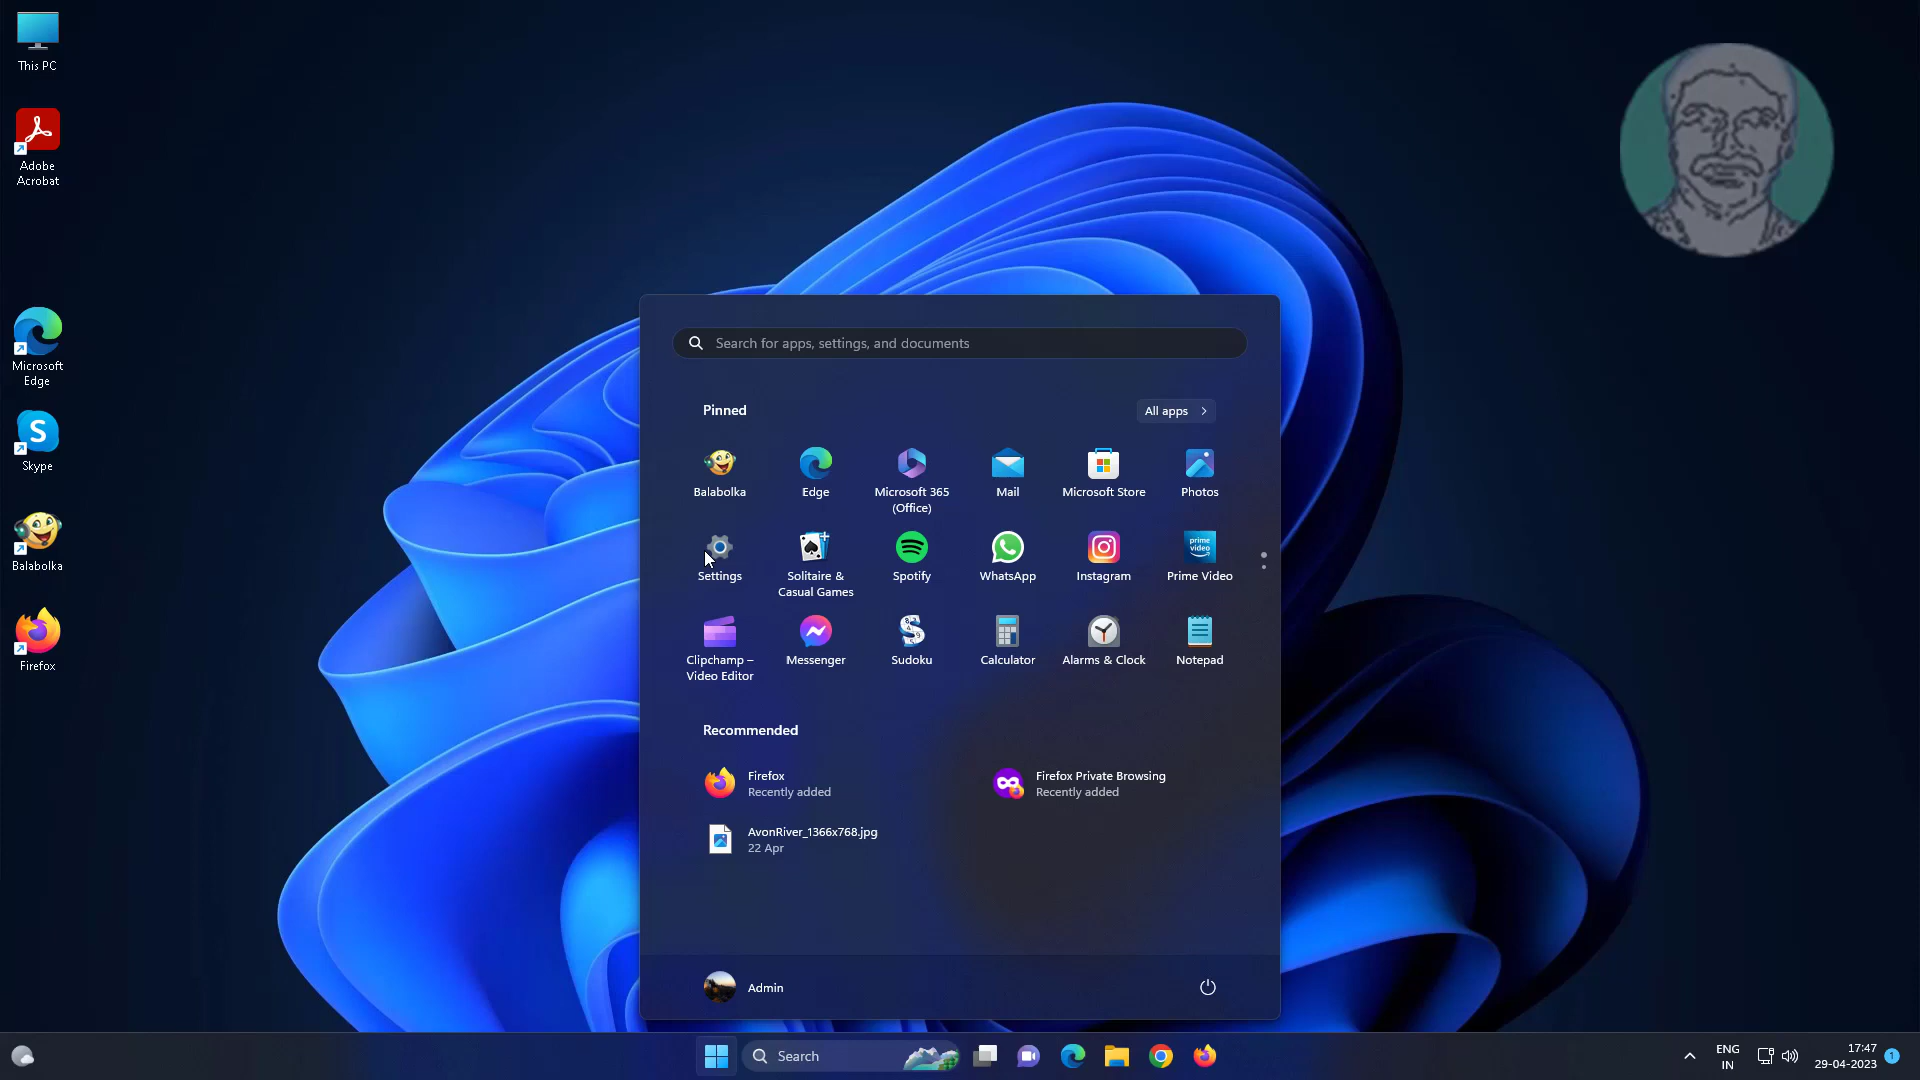 This PC
Adobe
Acrobat
Microsoft
Edge
Skype
Balabolka
Firefox
Search for apps, settings, and documents
Pinned
All apps
Balabolka
Edge
Microsoft 365
(Office)
Mail
Microsoft Store
Photos
Settings
Solitaire &
Casual Games
Spotify
WhatsApp
Instagram
prime
video
Prime Video
Clipchamp –
Video Editor
Messenger
Sudoku
Calculator
Alarms & Clock
Notepad
Recommended
Firefox
Recently added
Firefox Private Browsing
Recently added
AvonRiver_1366x768.jpg
22 Apr
Admin
Search
ENG
IN
17:47
29-04-2023
1